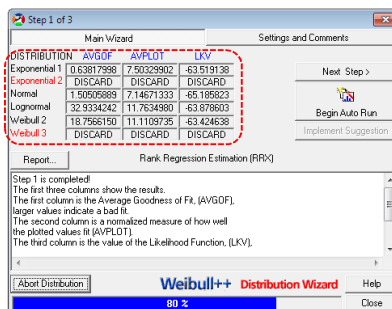 Step 1 of 3
Main Wizard Settings and Comments
DISTRIBUTION AVGOF AVPLOT LKV
Exponential 1 0.63817998 7.50329902 -63.519138
Exponential 2 DISCARD DISCARD DISCARD
Normal 1.50505889 7.14671333 -65.185823
Lognormal 32.9334242 11.7634980 -63.878603
Weibull 2 18.7566150 11.1109735 -63.424638
Weibull 3 DISCARD DISCARD DISCARD
Next Step >
Begin Auto Run
Implement Suggestion
Report... Rank Regression Estimation (RRX)
Step 1 is completed!
The first three columns show the results.
The first column is the Average Goodness of Fit, (AVGOF),
larger values indicate a bad fit.
The second column is a normalized measure of how well
the plotted values fit (AVPLOT).
The third column is the value of the Likelihood Function, (LKV),
Abort Distribution Weibull++ Distribution Wizard Help
80 % Close